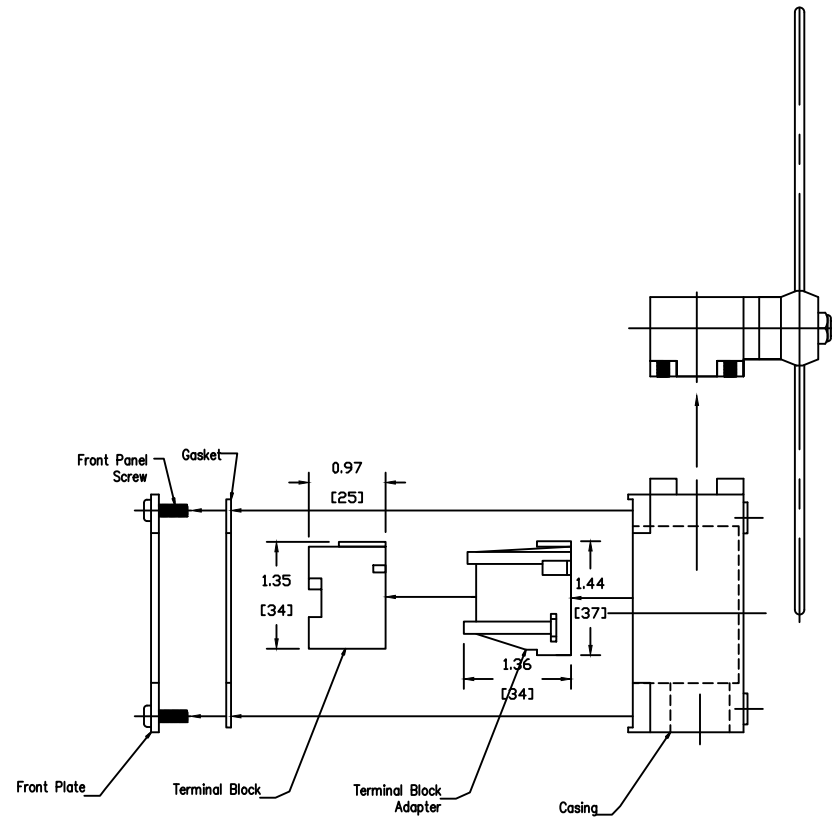 Front Panel
Screw
Gasket
0.97
[25]
1.35
[34]
1.44
[37]
1.36
[34]
Front Plate
Terminal Block
Terminal Block
Adapter
Casing